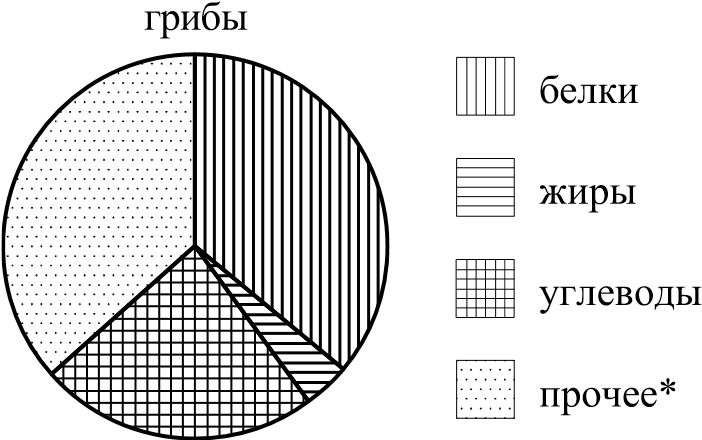 грибы
белки
жиры
углеводы
прочее*